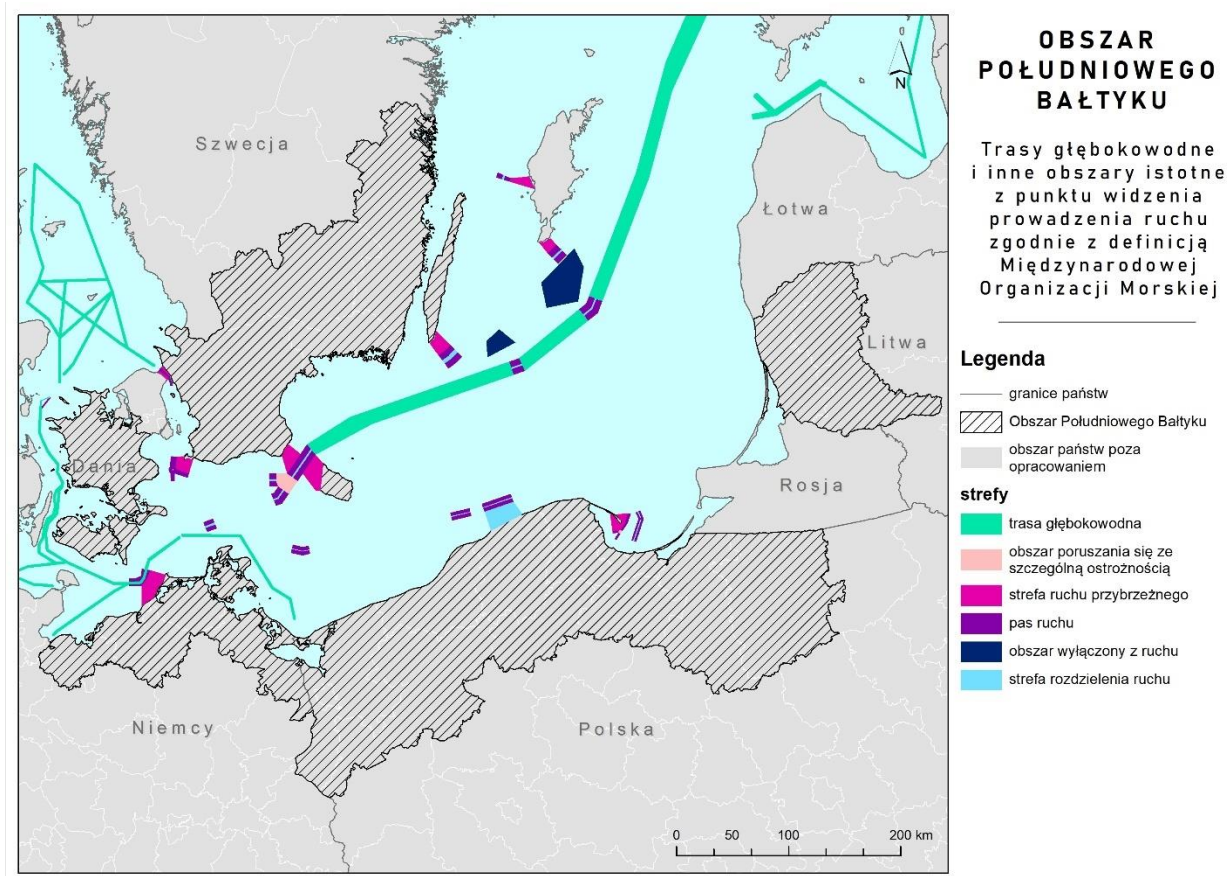 OBSZAR
POŁUDNIOWEGO
BAŁTYKU
Trasy głębokowodne
i inne obszary istotne
z punktu widzenia
prowadzenia ruchu
zgodnie z definicją
Międzynarodowej
Organizacji Morskiej
Legenda
granice państw
Obszar Południowego Bałtyku
obszar państw poza
opracowaniem
strefy
trasa głębokowodna
obszar poruszania się ze
szczególną ostrożnością
strefa ruchu przybrzeżnego
pas ruchu
obszar wyłączony z ruchu
strefa rozdzielenia ruchu
N
Szwecja
Łotwa
Litwa
Dania
Rosja
Niemcy
Polska
0 50 100 200 km